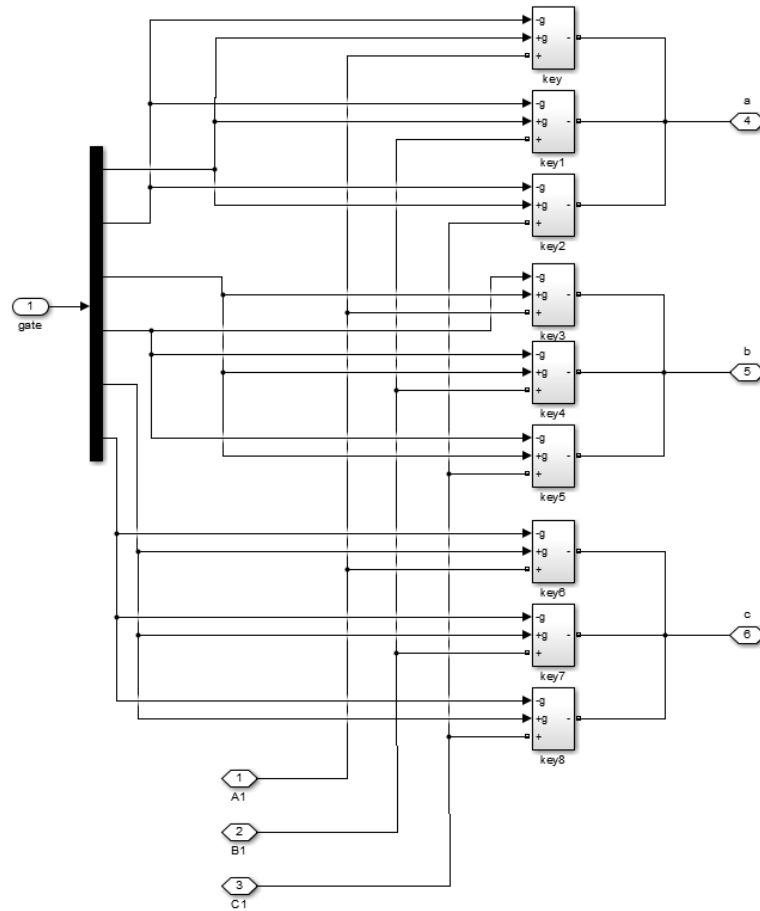 -g
+g -
+
key
a
-g
+g -
4
+
key1
-g
+g -
+
key2
-g
1
+g -
gate
+
key3
b
-g
+g -
5
+
key4
-g
+g -
+
key5
-g
+g -
+
key6
c
-g
+g -
6
+
key7
-g
+g -
+
key8
1
A1
2
B1
3
C1